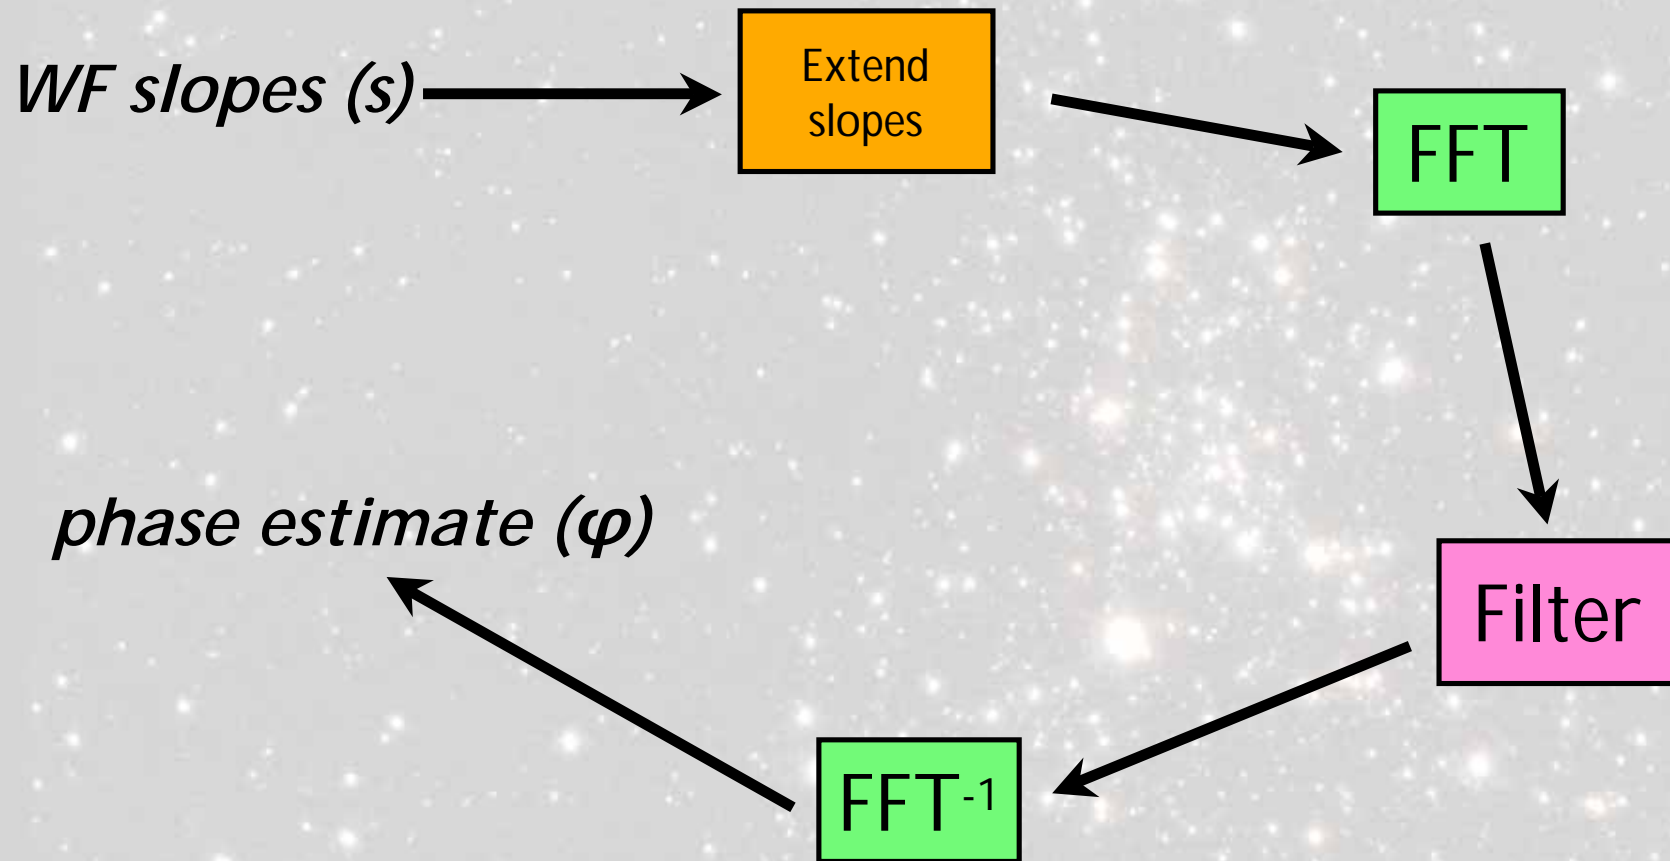 WF slopes (s)
Extend
slopes
FFT
Filter
FFT⁻¹
phase estimate (φ)